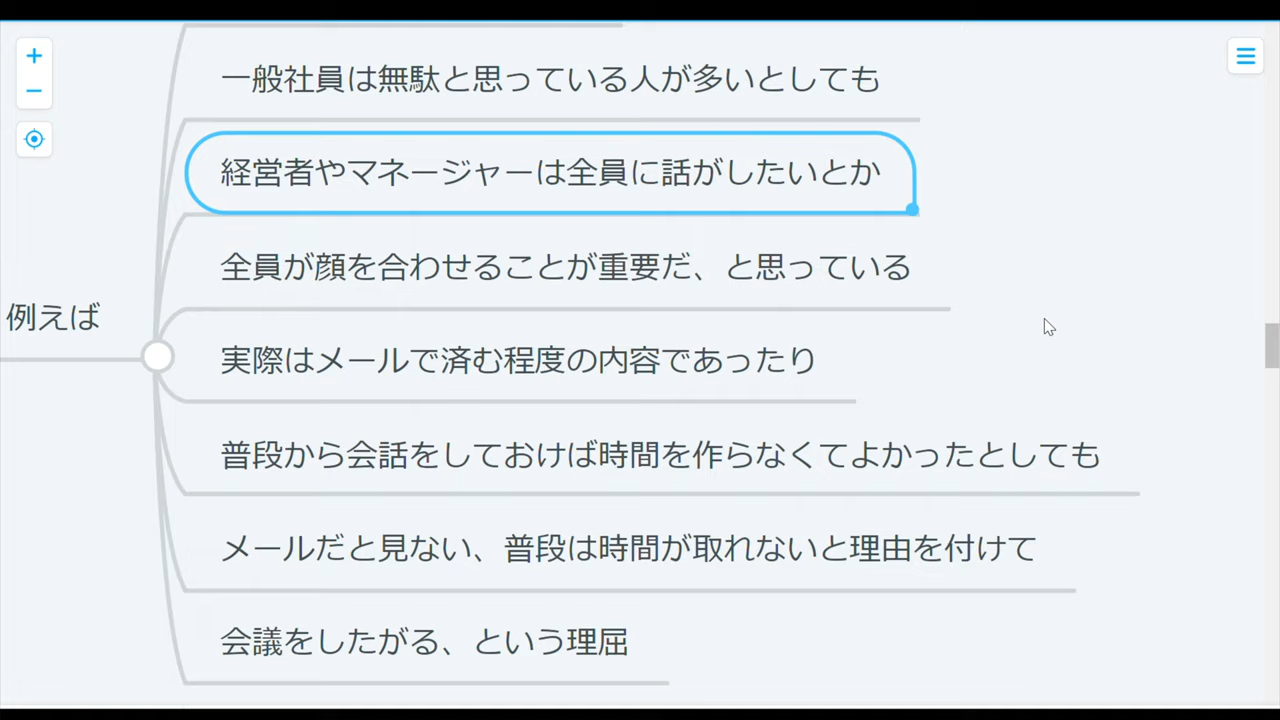 一般社員は無駄と思っている人が多いとしても
経営者やマネージャーは全員に話がしたいとか
全員が顔を合わせることが重要だ、と思っている
例えば
実際はメールで済む程度の内容であったり
普段から会話をしておけば時間を作らなくてよかったとしても
メールだと見ない、普段は時間が取れないと理由を付けて
会議をしたがる、という理屈